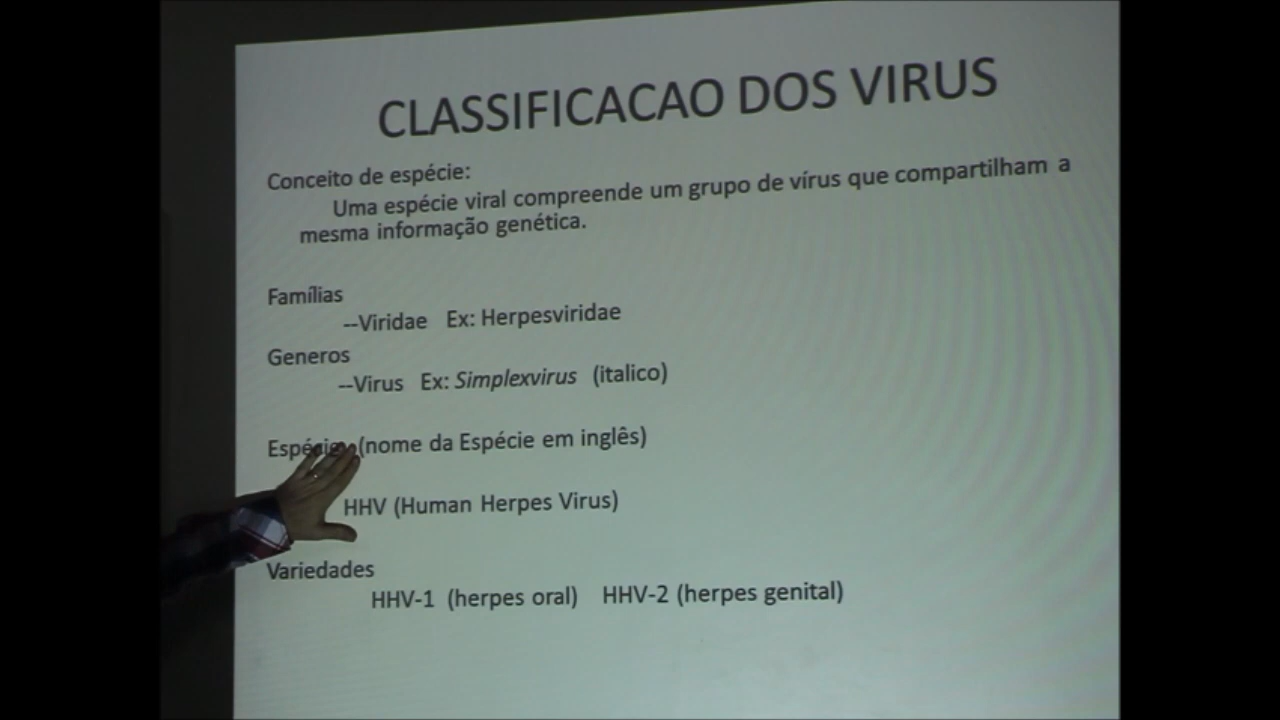 CLASSIFICACAO DOS VIRUS
Conceito de espécie:
Uma espécie viral compreende um grupo de vírus que compartilham a
mesma informação genética.
Famílias
--Viridae Ex: Herpesviridae
Generos
--Virus Ex: Simplexvirus (italico)
Espécie (nome da Espécie em inglês)
HHV (Human Herpes Virus)
Variedades
HHV-1 (herpes oral) HHV-2 (herpes genital)